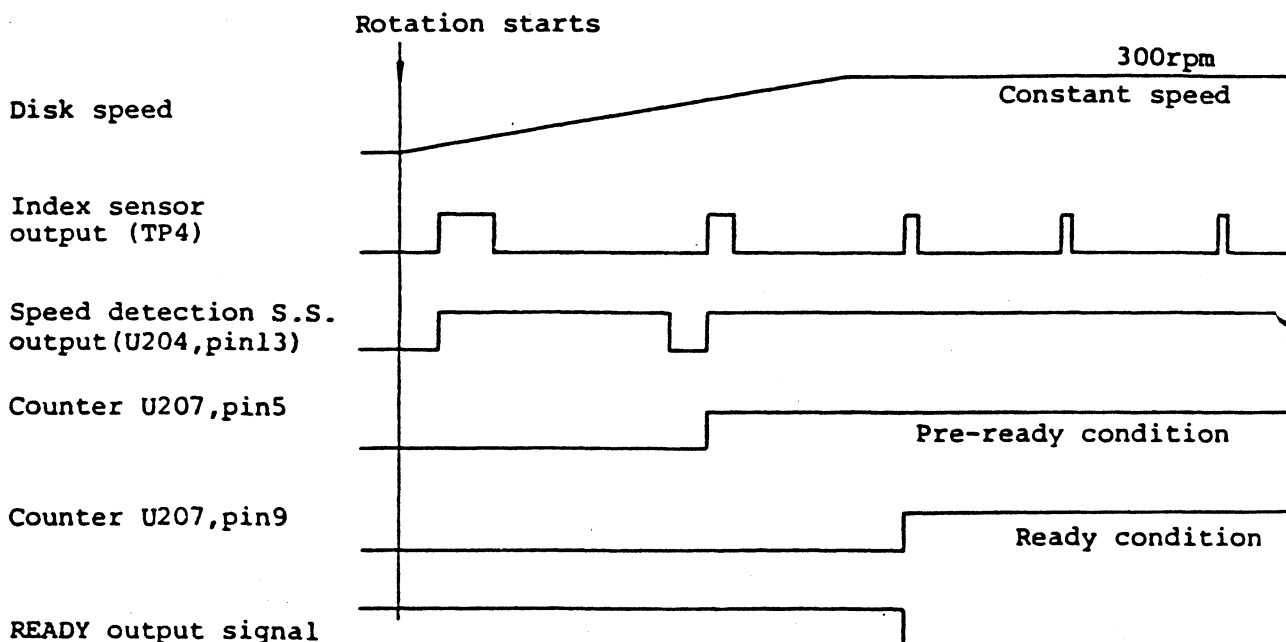 Rotation starts
300rpm
Disk speed
Constant speed
Index sensor
output (TP4)
Speed detection S.S.
output(U204,pin13)
Counter U207,pin5
Pre-ready condition
Counter U207,pin9
Ready condition
READY output signal